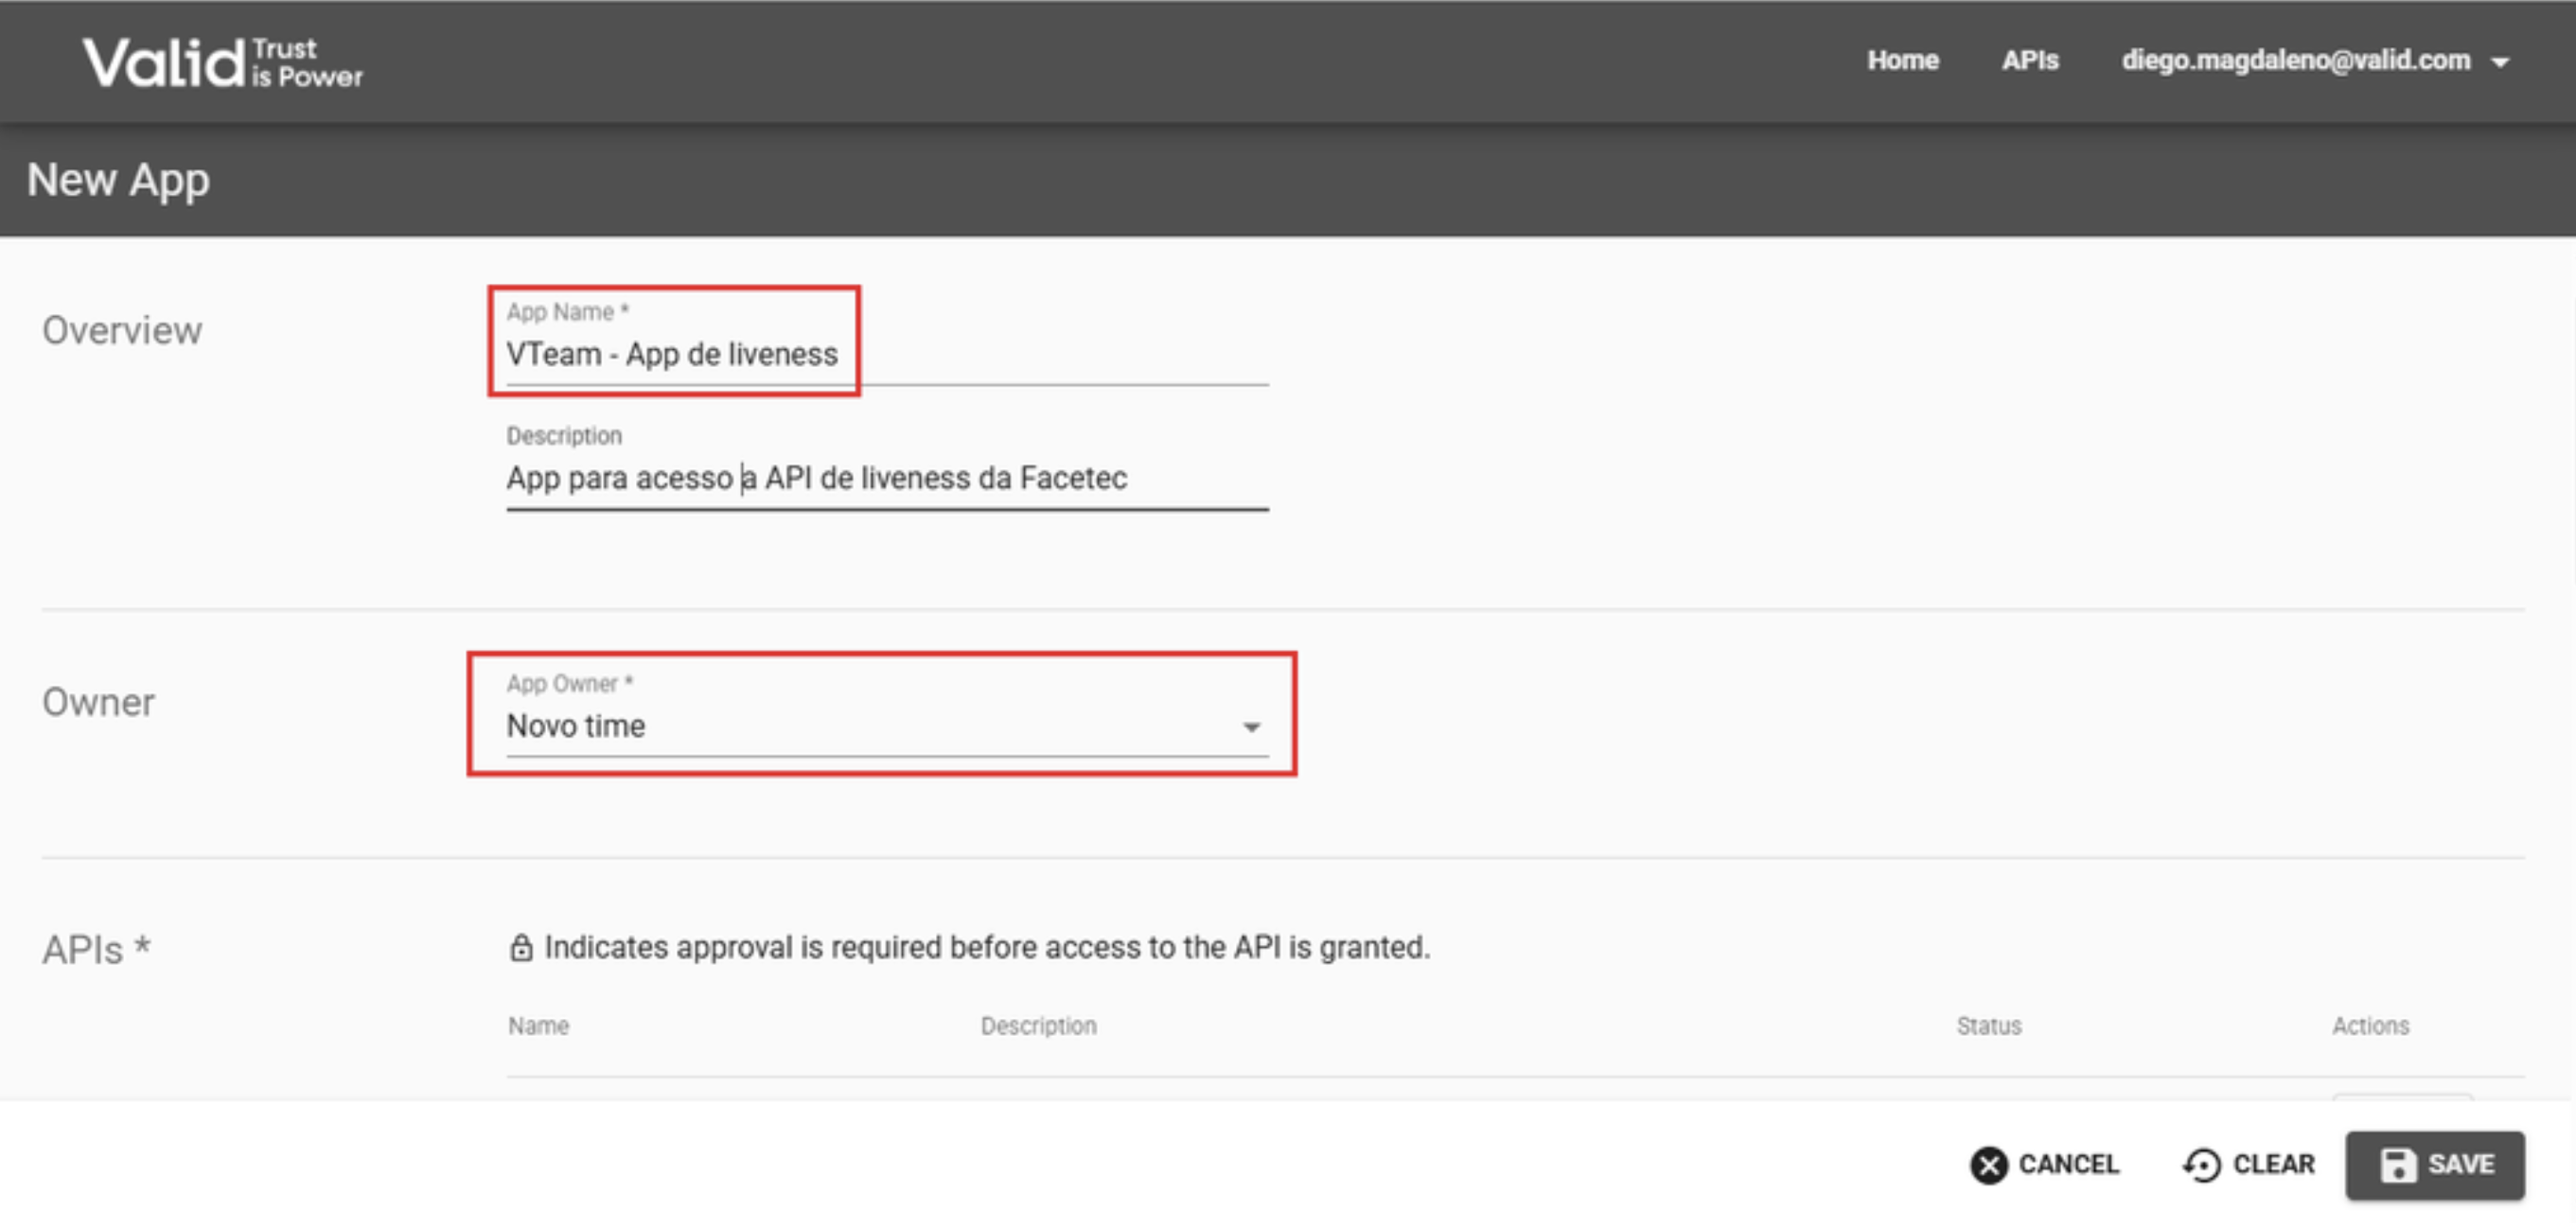 Valid Trust is Power
Home APIs diego.magdaleno@valid.com
New App
Overview
App Name *
VTeam - App de liveness
Description
App para acesso a API de liveness da Facetec
Owner
App Owner *
Novo time
APIs *
Indicates approval is required before access to the API is granted.
Name Description Status Actions
CANCEL CLEAR SAVE